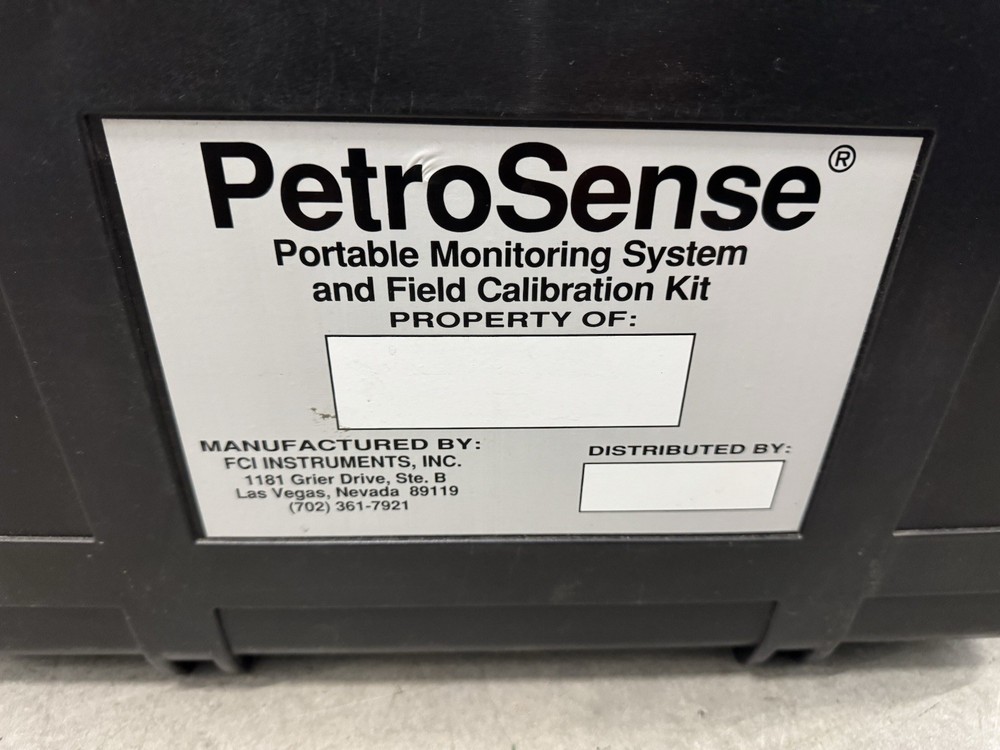 PetroSense®
Portable Monitoring System
and Field Calibration Kit
PROPERTY OF:
MANUFACTURED BY:
FCI INSTRUMENTS, INC.
1181 Grier Drive, Ste. B
Las Vegas, Nevada 89119
(702) 361-7921
DISTRIBUTED BY: